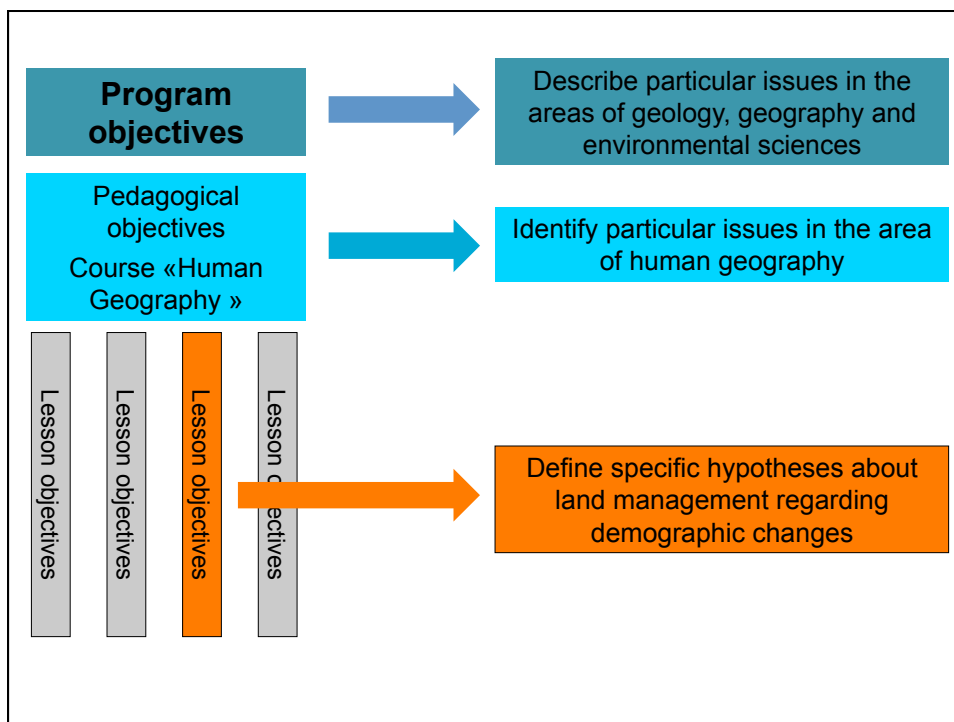 Program
objectives
Describe particular issues in the
areas of geology, geography and
environmental sciences
Pedagogical
objectives
Course «Human
Geography »
Identify particular issues in the area
of human geography
Lesson objectives
Lesson objectives
Lesson objectives
Lesson objectives
Define specific hypotheses about
land management regarding
demographic changes